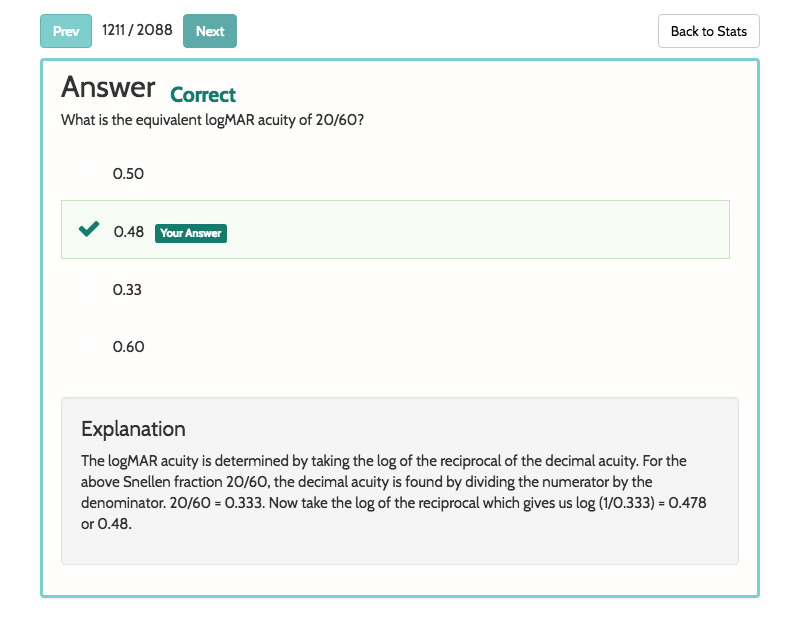 Prev 1211 / 2088 Next Back to Stats
Answer Correct
What is the equivalent logMAR acuity of 20/60?
0.50
0.48 Your Answer
0.33
0.60
Explanation
The logMAR acuity is determined by taking the log of the reciprocal of the decimal acuity. For the
above Snellen fraction 20/60, the decimal acuity is found by dividing the numerator by the
denominator. 20/60 = 0.333. Now take the log of the reciprocal which gives us log (1/0.333) = 0.478
or 0.48.